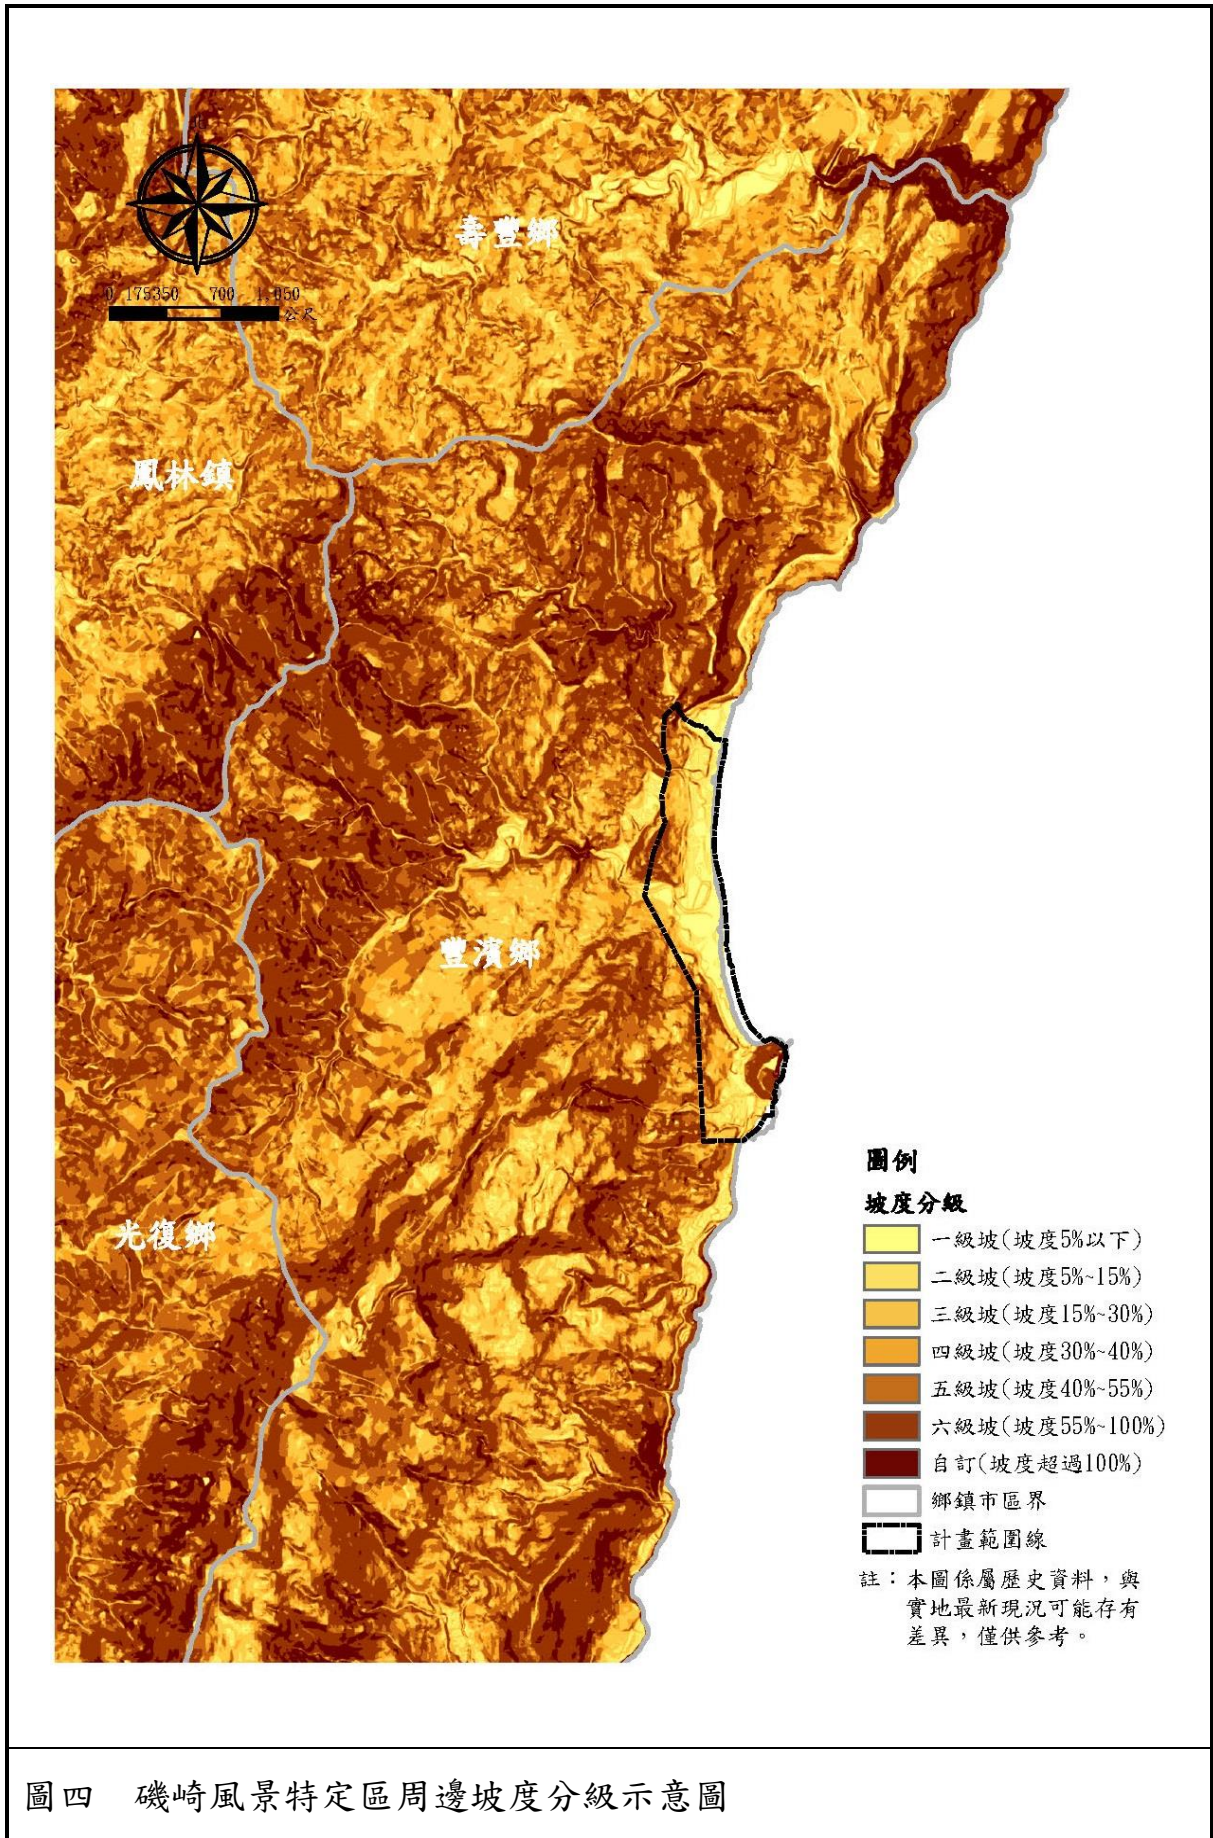 北
壽豐鄉
0 175350 700 1,050
公尺
鳳林鎮
豐濱鄉
光復鄉
圖例
坡度分級
一級坡(坡度5%以下)
二級坡(坡度5%~15%)
三級坡(坡度15%~30%)
四級坡(坡度30%~40%)
五級坡(坡度40%~55%)
六級坡(坡度55%~100%)
自訂(坡度超過100%)
鄉鎮市區界
計畫範圍線
註：本圖係屬歷史資料，與
實地最新現況可能存有
差異，僅供參考。
圖四 磯崎風景特定區周邊坡度分級示意圖